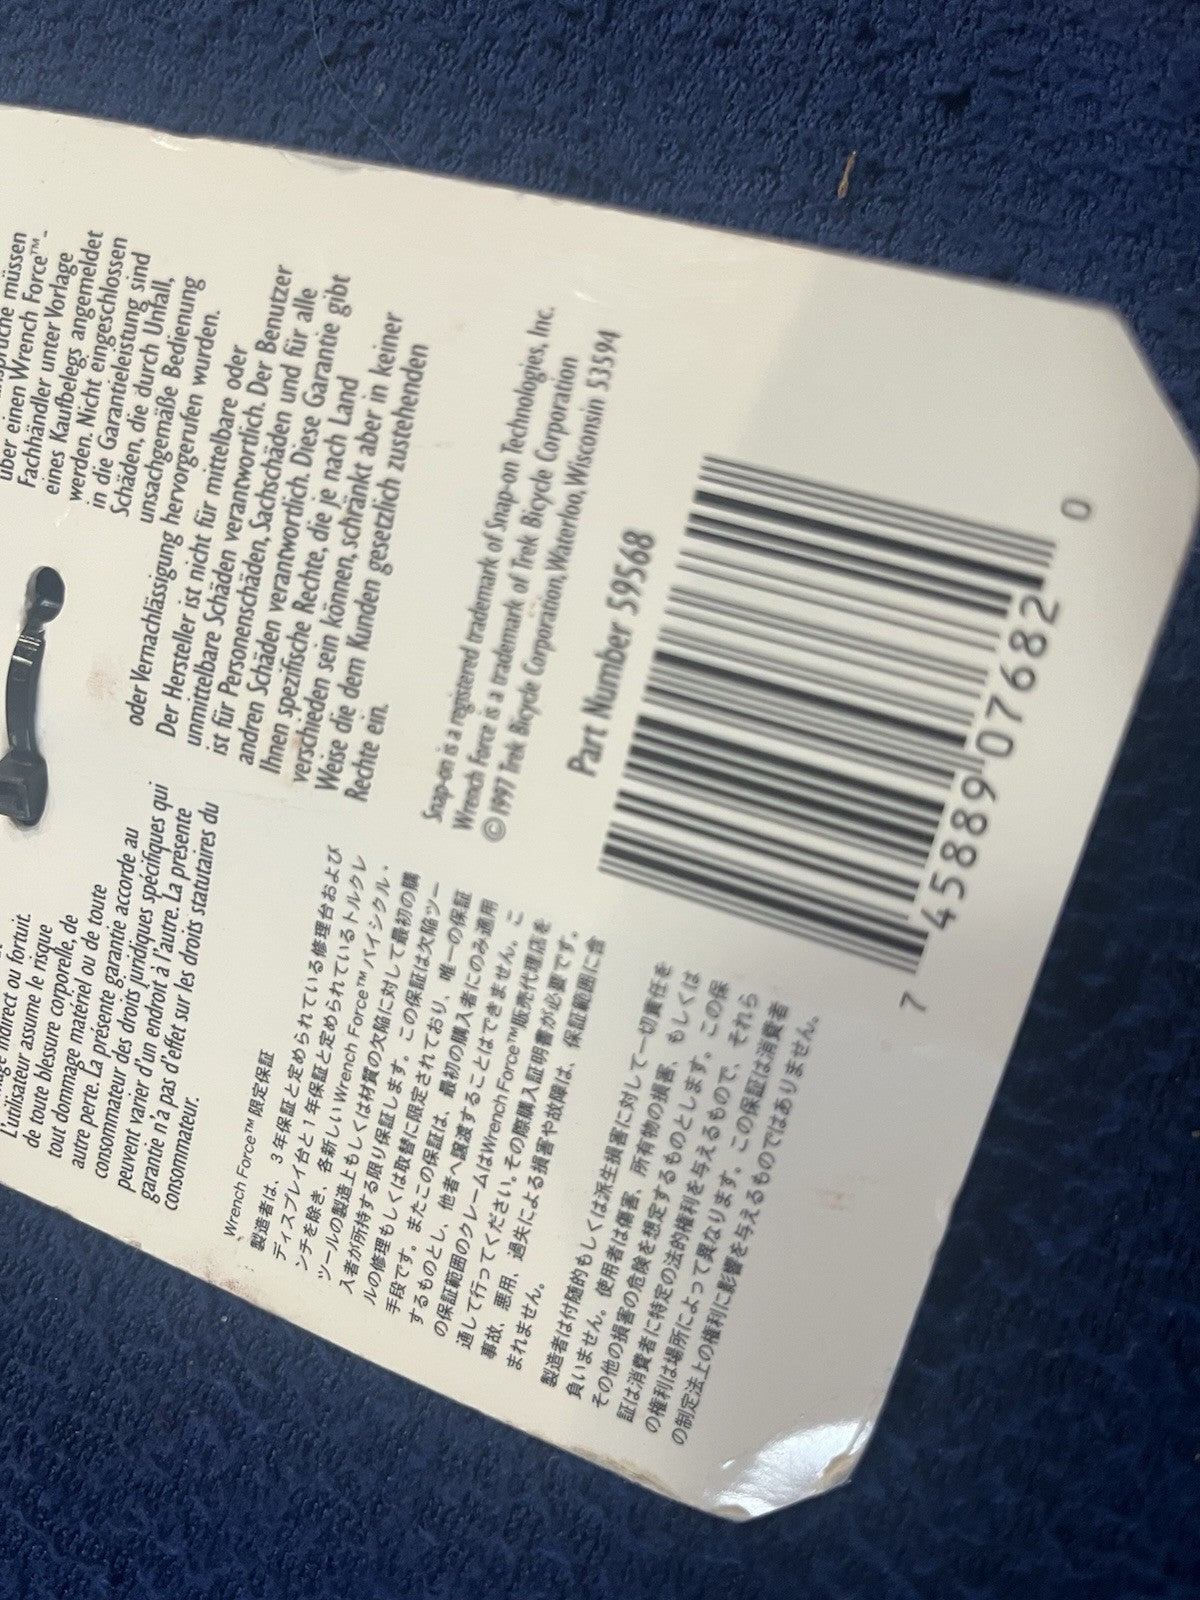 über einen Wrench Force™-
Fachhändler unter Vorlage
eines Kaufbelegs angemeldet
werden. Nicht eingeschlossen
in die Garantieleistung sind
Schäden, die durch Unfall,
unsachgemäße Bedienung
oder Vernachlässigung hervorgerufen wurden.
Der Hersteller ist nicht für mittelbare oder
unmittelbare Schäden verantwortlich. Der Benutzer
ist für Personenschäden, Sachschäden und für alle
andren Schäden verantwortlich. Diese Garantie gibt
Ihnen spezifische Rechte, die je nach Land
verschieden sein können, schränkt aber in keiner
Weise die dem Kunden gesetzlich zustehenden
Rechte ein.
indirect ou fortuit.
L'utilisateur assume le risque
de toute blessure corporelle, de
tout dommage matériel ou de toute
autre perte. La présente garantie accorde au
consommateur des droits juridiques spécifiques qui
peuvent varier d'un endroit à l'autre. La présente
garantie n'a pas d'effet sur les droits statutaires du
consommateur.
Wrench Force™ 限定保証
製造者は、3年保証と定められている修理台および
ディスプレイ台と1年保証と定められているトルクレ
ンチを除き、各新しいWrench Force™バイシクル・
ツールの製造上もしくは材質の欠陥に対して最初の購
入者が所持する限り保証します。この保証は欠陥ツー
ルの修理もしくは取替に限定されており、唯一の保証
手段です。またこの保証は、最初の購入者にのみ適用
するものとし、他者へ譲渡することはできません。こ
の保証範囲のクレームはWrench Force™販売代理店を
通して行ってください。その際購入証明書が必要です。
事故、悪用、過失による損害や故障は、保証範囲に含
まれません。
製造者は付随的もしくは派生損害に対して一切責任を
負いません。使用者は傷害、所有物の損害、もしくは
その他の損害の危険を想定するものとします。この保
証は消費者に特定の法的権利を与えるもので、それら
の権利は場所によって異なります。この保証は消費者
の制定法上の権利に影響を与えるものではありません。
Snap-on is a registered trademark of Snap-on Technologies, Inc.
Wrench Force is a trademark of Trek Bicycle Corporation
©1997 Trek Bicycle Corporation, Waterloo, Wisconsin 53594
Part Number 59568
7 45889 07682 0